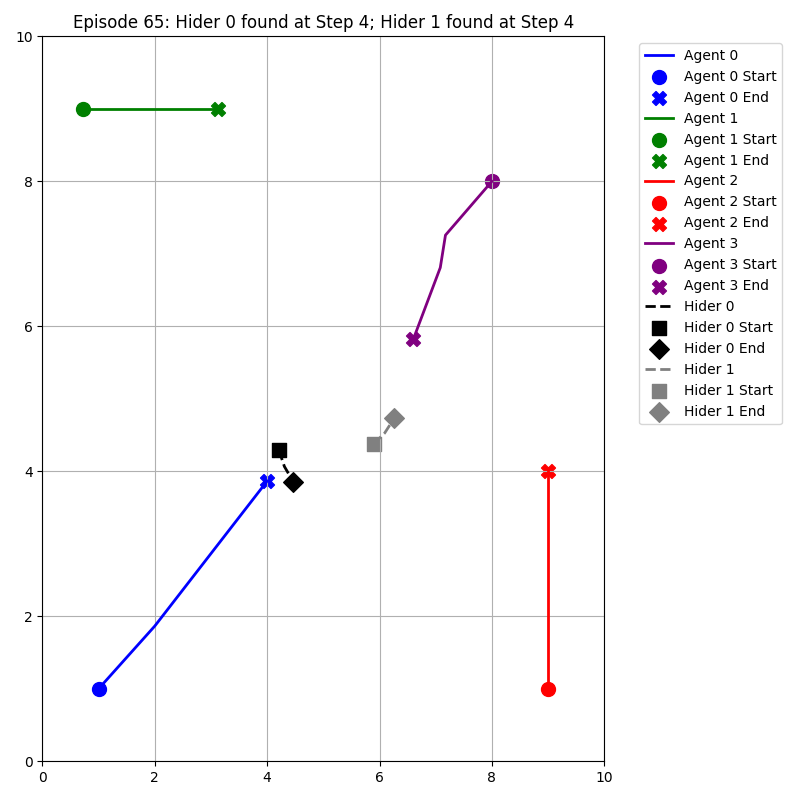 Episode 65: Hider 0 found at Step 4; Hider 1 found at Step 4
10
8
6
4
2
0
0 2 4 6 8 10
Agent 0
Agent 0 Start
Agent 0 End
Agent 1
Agent 1 Start
Agent 1 End
Agent 2
Agent 2 Start
Agent 2 End
Agent 3
Agent 3 Start
Agent 3 End
Hider 0
Hider 0 Start
Hider 0 End
Hider 1
Hider 1 Start
Hider 1 End